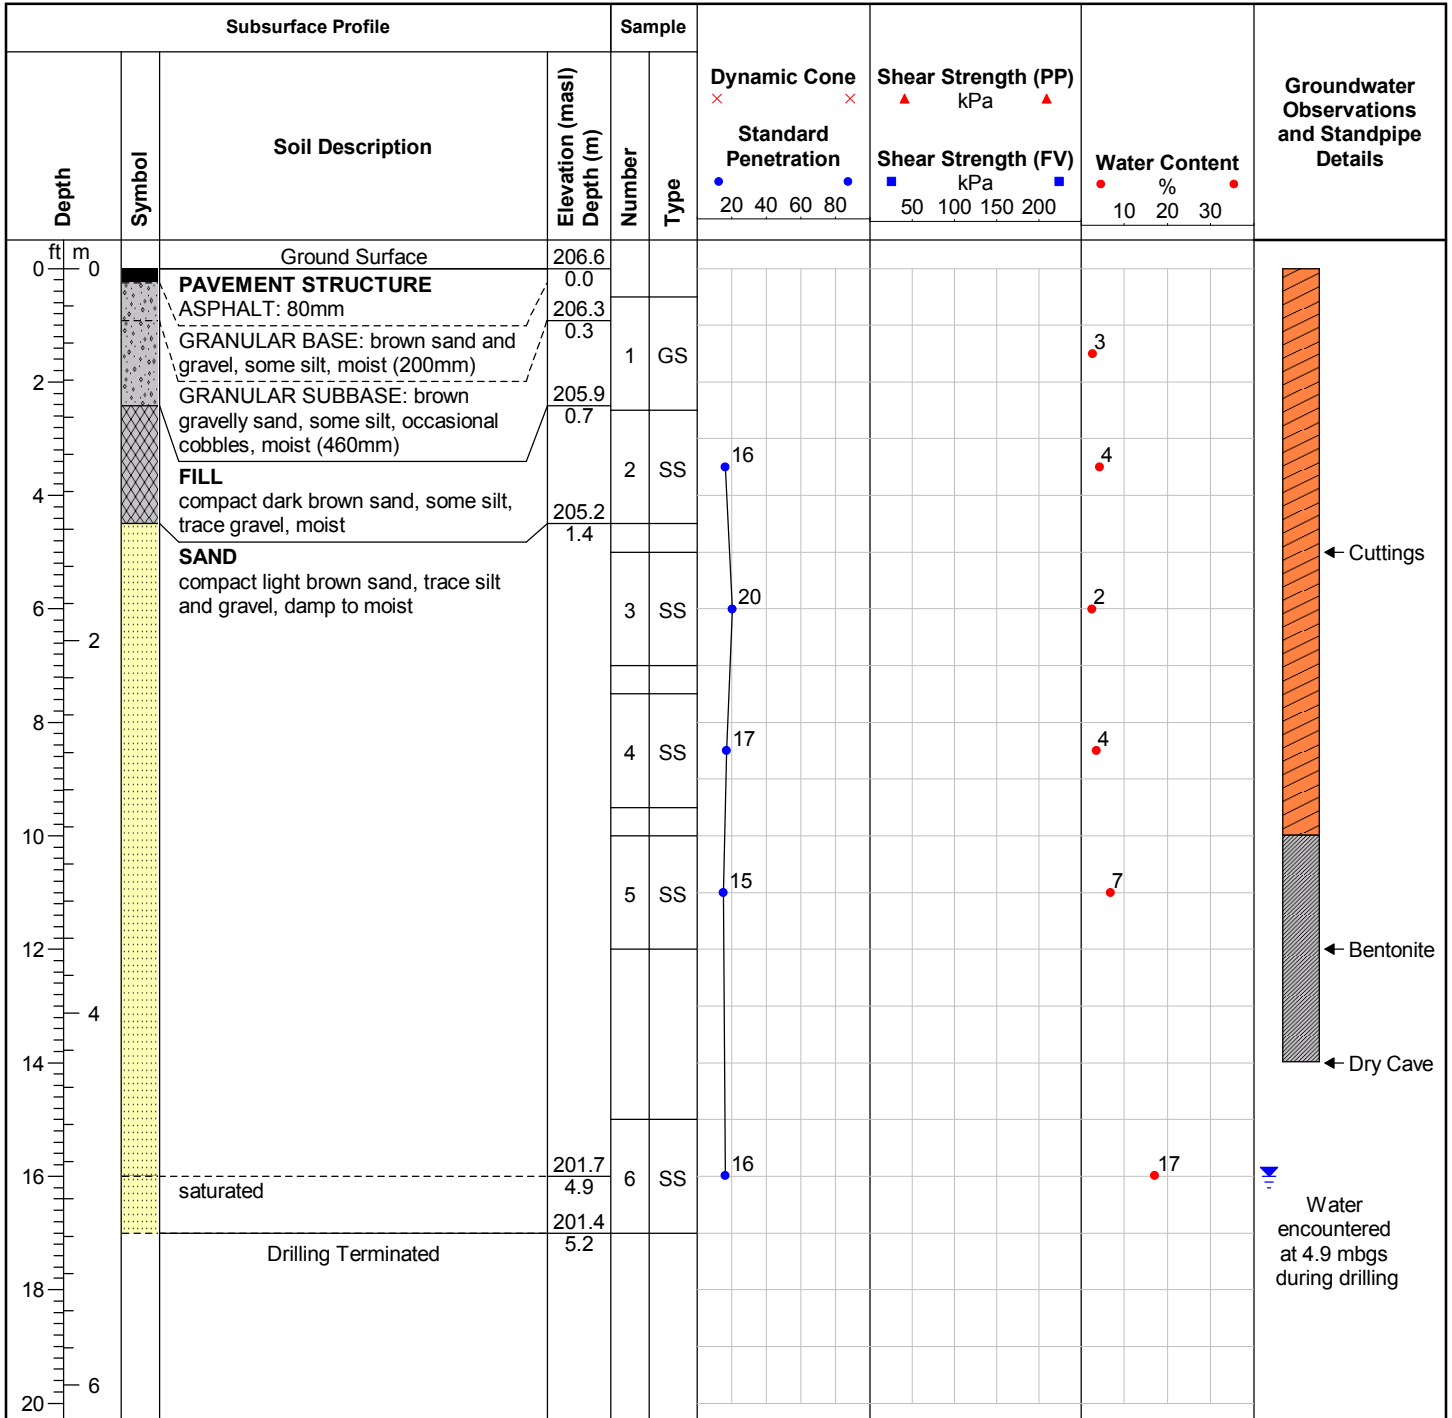 Subsurface Profile
Sample
Depth
Symbol
Soil Description
Elevation (masl)
Depth (m)
Number
Type
Dynamic Cone
Standard
Penetration
20 40 60 80
Shear Strength (PP)
kPa
Shear Strength (FV)
kPa
50 100 150 200
Water Content
%
10 20 30
Groundwater
Observations
and Standpipe
Details
ft m
0 0
2
4
6
2
8
10
12
4
14
16
18
6
20
Ground Surface
206.6
0.0
PAVEMENT STRUCTURE
ASPHALT: 80mm
206.3
0.3
GRANULAR BASE: brown sand and
gravel, some silt, moist (200mm)
205.9
0.7
GRANULAR SUBBASE: brown
gravelly sand, some silt, occasional
cobbles, moist (460mm)
FILL
compact dark brown sand, some silt,
trace gravel, moist
205.2
1.4
SAND
compact light brown sand, trace silt
and gravel, damp to moist
201.7
4.9
saturated
201.4
5.2
Drilling Terminated
1 GS 3
2 SS 16 4
3 SS 20 2
4 SS 17 4
5 SS 15 7
6 SS 16 17
Cuttings
Bentonite
Dry Cave
Water
encountered
at 4.9 mbgs
during drilling